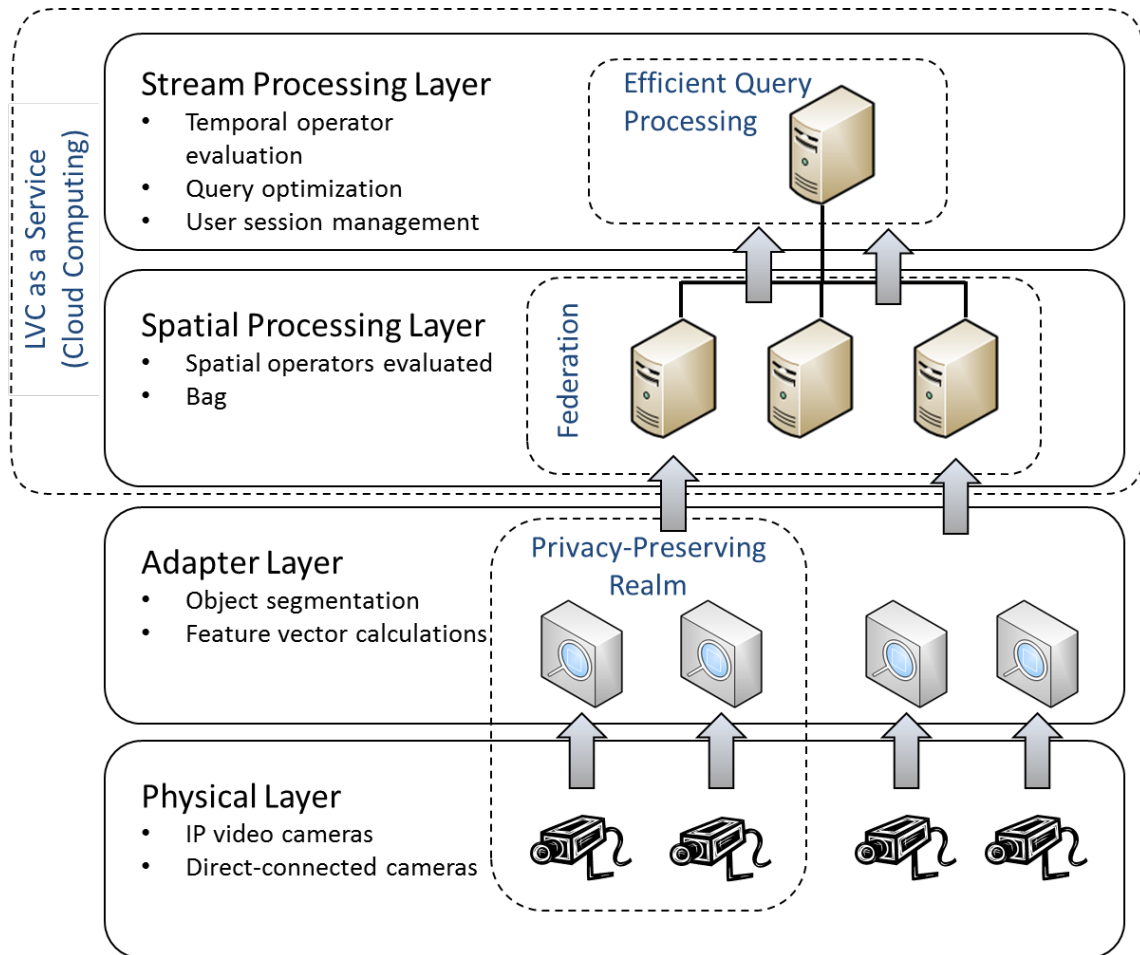 LVC as a Service
(Cloud Computing)
Stream Processing Layer
• Temporal operator
evaluation
• Query optimization
• User session management
Efficient Query
Processing
Spatial Processing Layer
• Spatial operators evaluated
• Bag
Federation
Adapter Layer
• Object segmentation
• Feature vector calculations
Privacy-Preserving
Realm
Physical Layer
• IP video cameras
• Direct-connected cameras